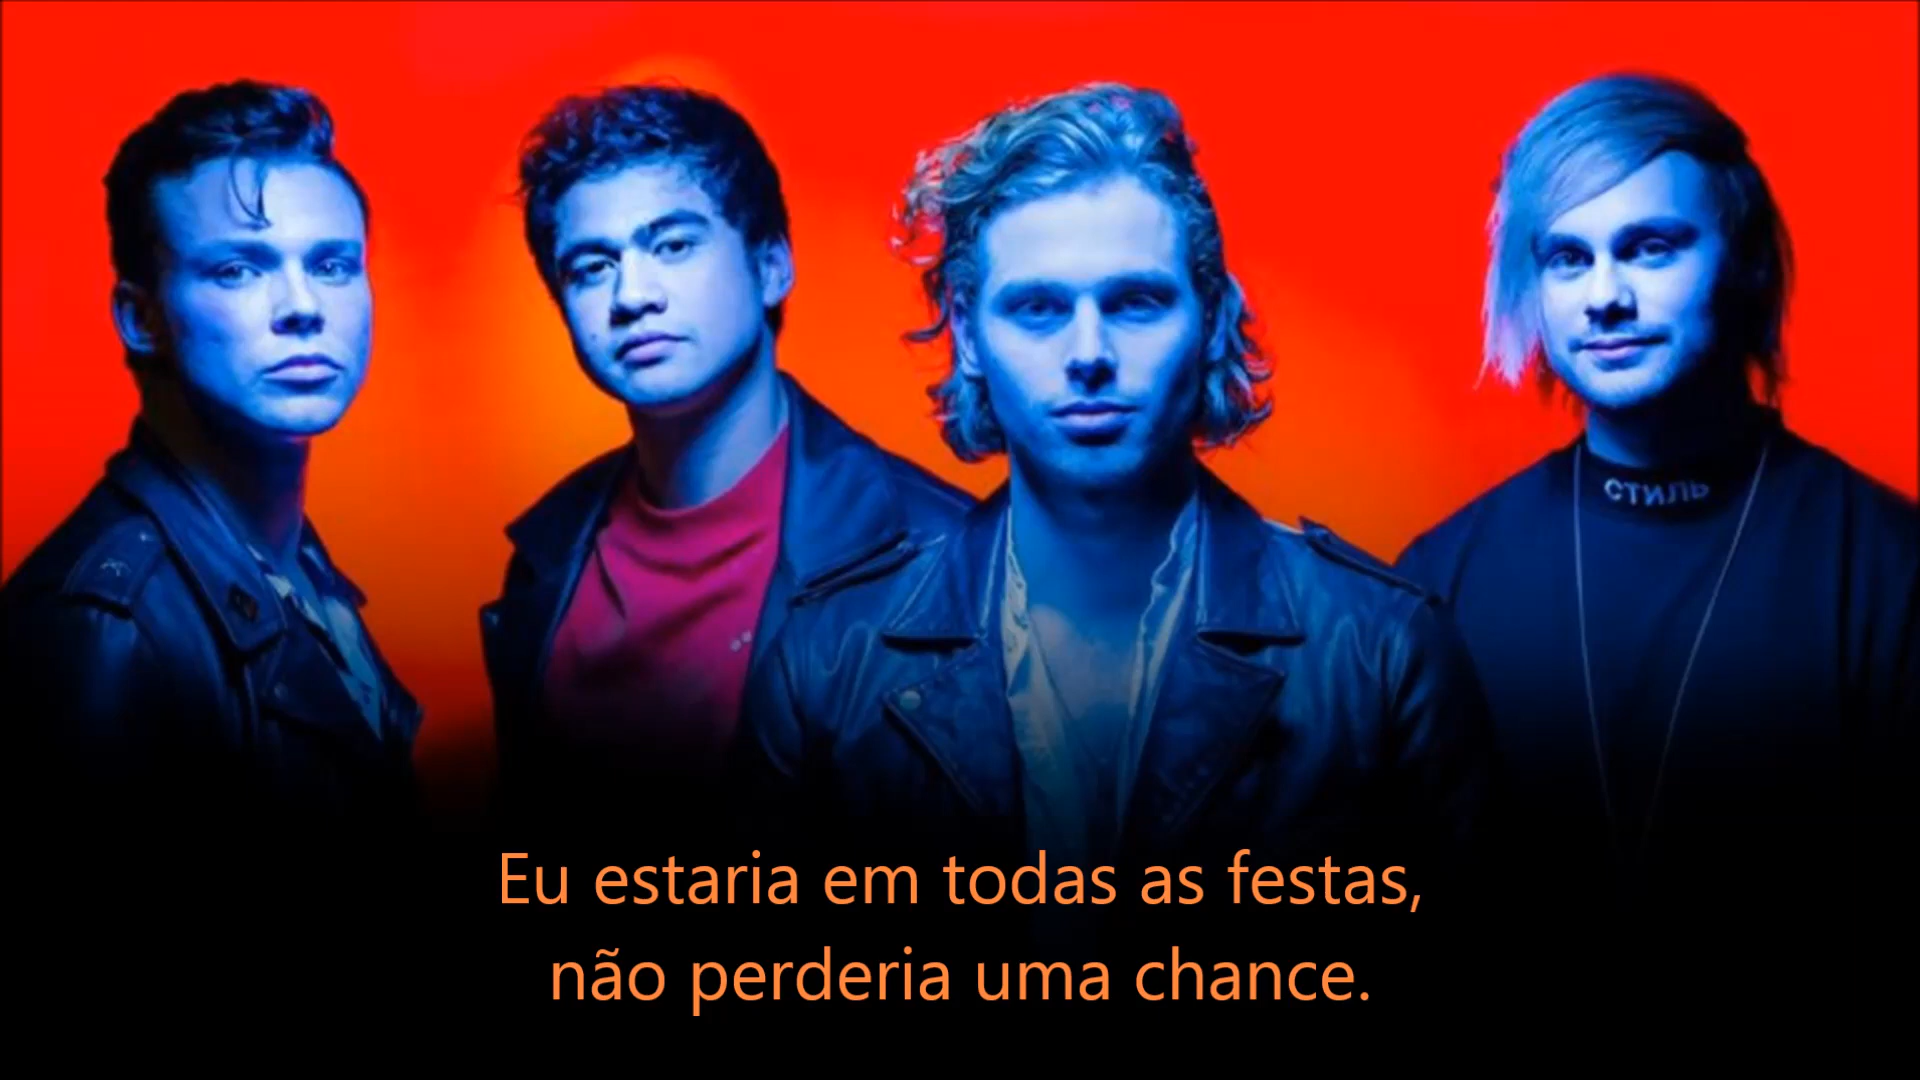 СТИЛЬ
Eu estaria em todas as festas,
não perderia uma chance.